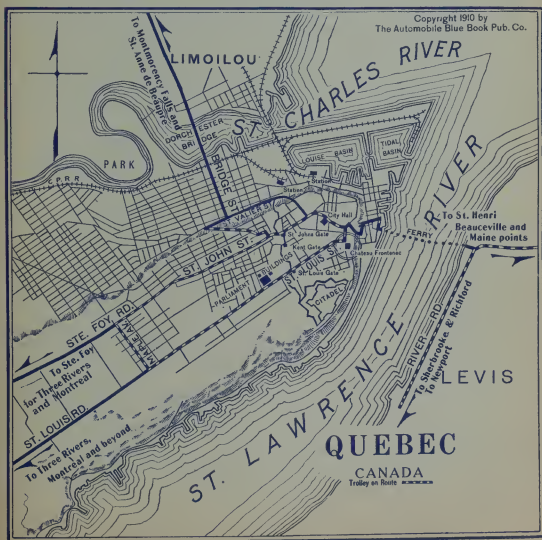 Copyright 1910 by
The Automobile Blue Book Pub. Co.
To Montmorency Falls and
St. Anne de Beaupre
LIMOILOU
ST. CHARLES RIVER
DORCHESTER
BRIDGE
PARK
C.P.R.R.
BRIDGE ST.
LOUISE BASIN
TIDAL
BASIN
Station
Station
ST. VALIER ST.
City Hall
St. Johns Gate
Kent Gate
ST. JOHN ST.
Chateau Frontenac
FERRY
To St. Henri
Beauceville and
Maine points
PARLIAMENT BUILDINGS
ST. LOUIS ST.
St. Louis Gate
CITADEL
STE. FOY RD.
To Ste. Foy
for Three Rivers
and Montreal
ST. LOUIS RD.
To Three Rivers,
Montreal and beyond
ST. LAWRENCE RIVER
RIVER RD.
To Sherbrooke & Richford
To Newport
LEVIS
QUEBEC
CANADA
Trolley on Route